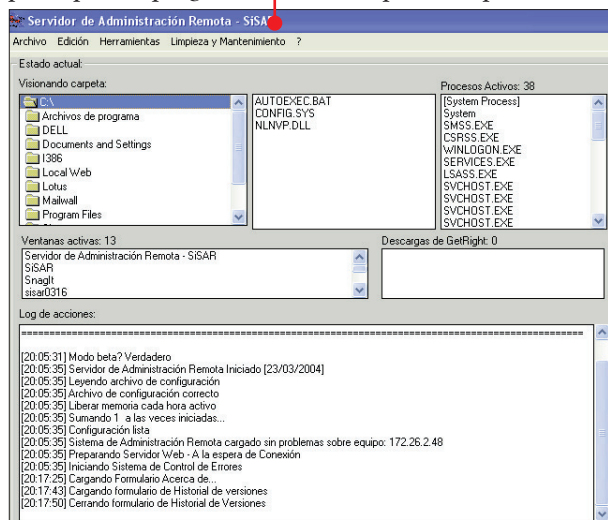 Servidor de Administración Remota - SiSAR
Archivo Edición Herramientas Limpieza y Mantenimiento ?
Estado actual:
Visionando carpeta:
C:\
Archivos de programa
DELL
Documents and Settings
I386
Local Web
Lotus
Mailwall
Program Files
AUTOEXEC.BAT
CONFIG.SYS
NLNVP.DLL
Procesos Activos: 38
[System Process]
System
SMSS.EXE
CSRSS.EXE
WINLOGON.EXE
SERVICES.EXE
LSASS.EXE
SVCHOST.EXE
SVCHOST.EXE
SVCHOST.EXE
SVCHOST.EXE
Ventanas activas: 13
Servidor de Administración Remota - SiSAR
SiSAR
SnagIt
sisar0316
Descargas de GetRight: 0
Log de acciones:
[20:05:31] Modo beta? Verdadero
[20:05:35] Servidor de Administración Remota Iniciado [23/03/2004]
[20:05:35] Leyendo archivo de configuración
[20:05:35] Archivo de configuración correcto
[20:05:35] Liberar memoria cada hora activo
[20:05:35] Sumando 1 a las veces iniciadas...
[20:05:35] Configuración lista
[20:05:35] Sistema de Administración Remota cargado sin problemas sobre equipo: 172.26.2.48
[20:05:35] Preparando Servidor Web - A la espera de Conexión
[20:05:35] Iniciando Sistema de Control de Errores
[20:17:25] Cargando Formulario Acerca de...
[20:17:43] Cargando formulario de Historial de versiones
[20:17:50] Cerrando formulario de Historial de Versiones